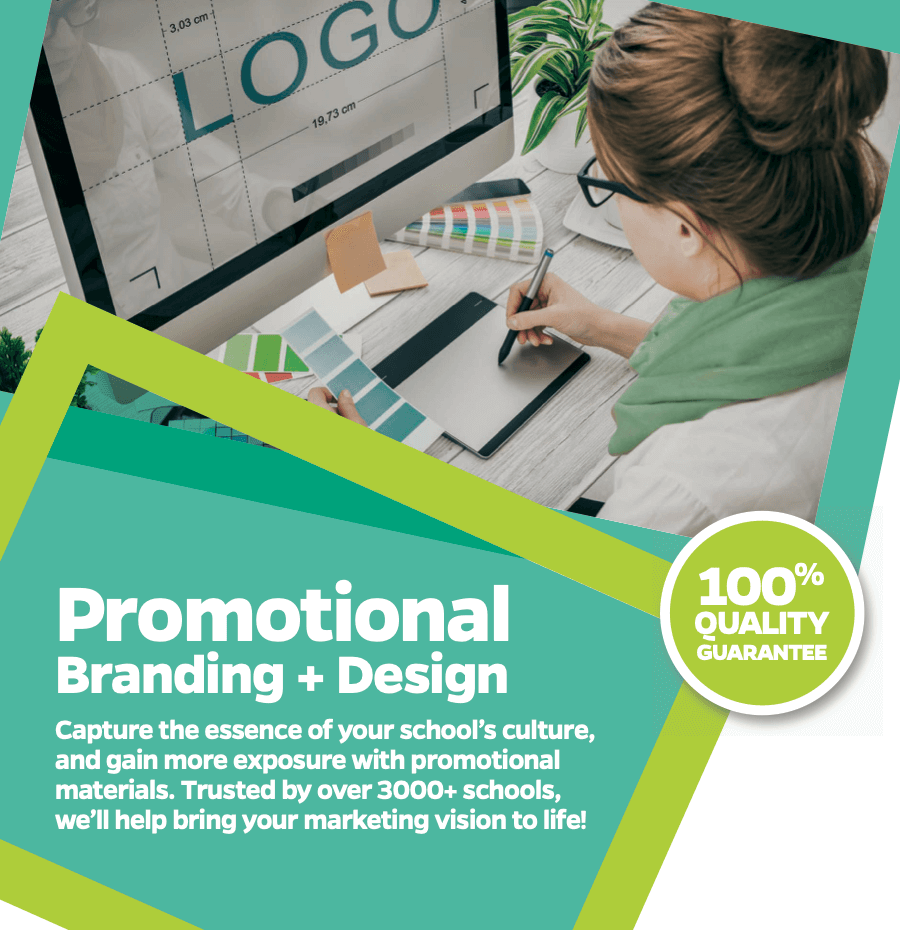 3,03 cm
LOGO
19,73 cm
100%
QUALITY
GUARANTEE
Promotional
Branding + Design
Capture the essence of your school's culture,
and gain more exposure with promotional
materials. Trusted by over 3000+ schools,
we'll help bring your marketing vision to life!